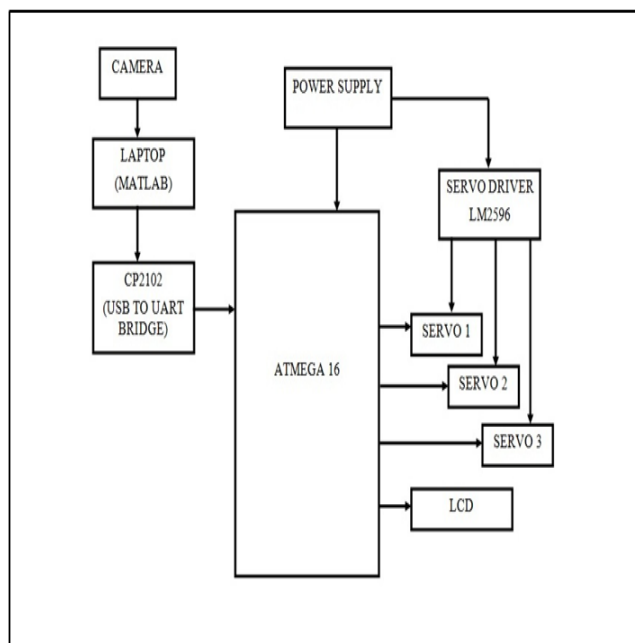 CAMERA
POWER SUPPLY
LAPTOP
(MATLAB)
SERVO DRIVER
LM2596
CP2102
(USB TO UART
BRIDGE)
SERVO 1
ATMEGA 16
SERVO 2
SERVO 3
LCD